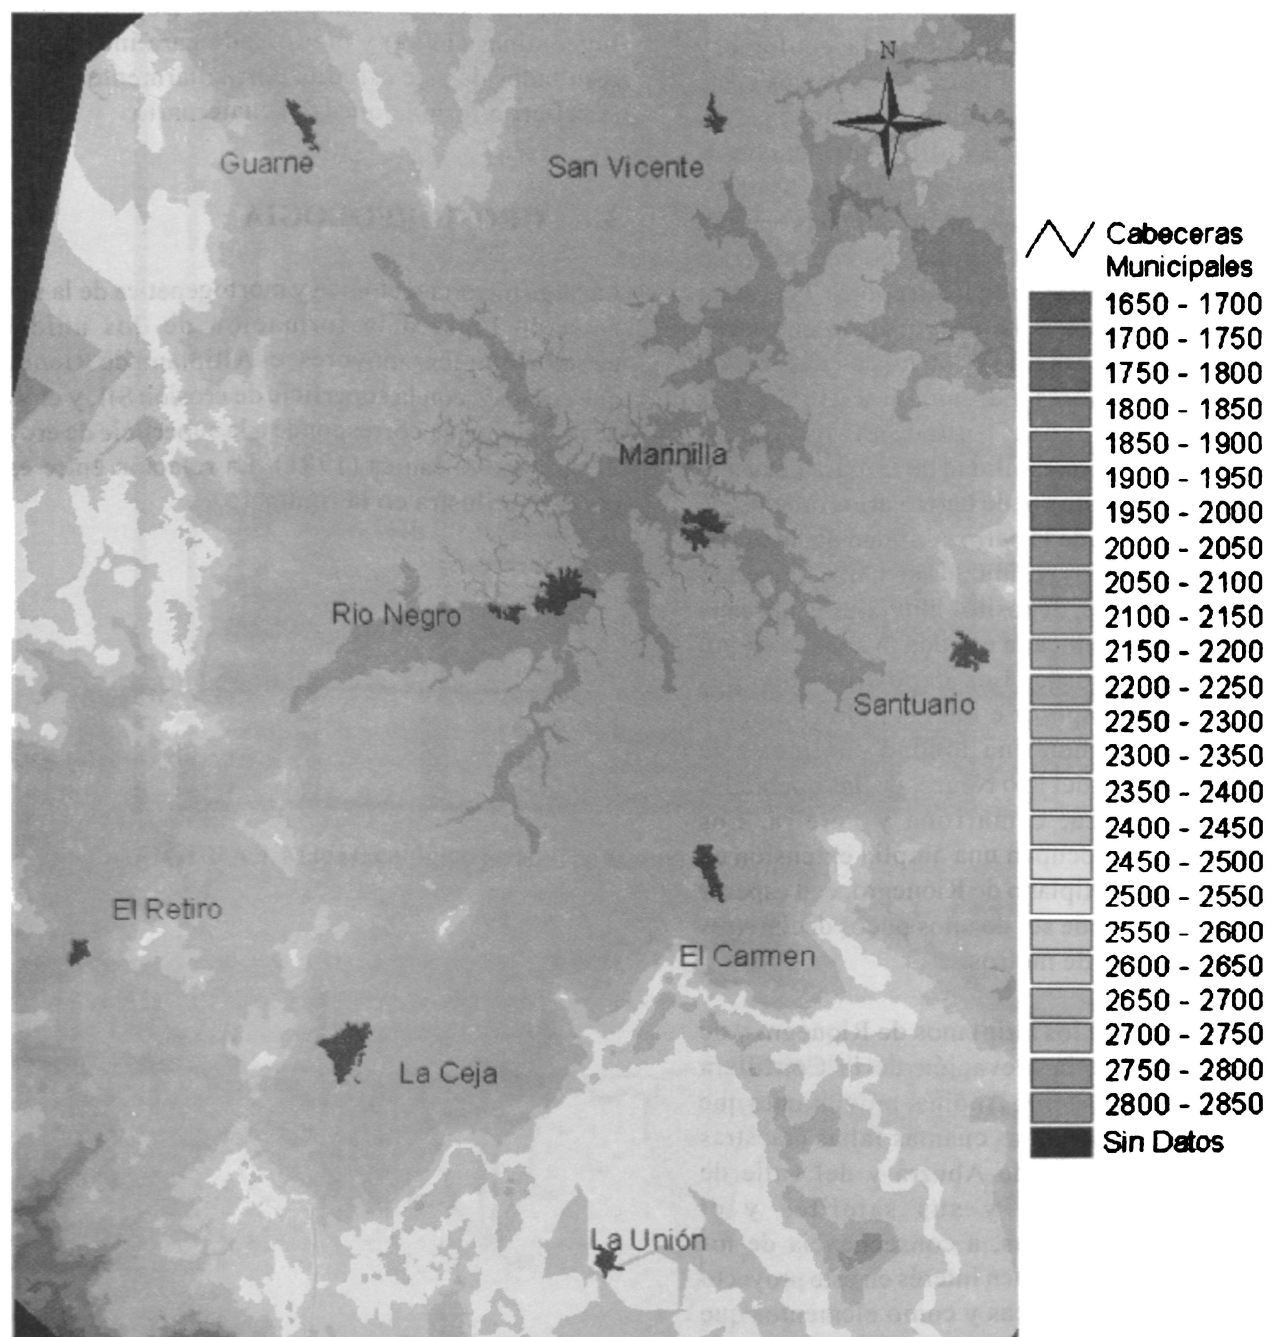 N
Guarne
San Vicente
Marinilla
Rio Negro
Santuario
El Retiro
El Carmen
La Ceja
La Unión
Cabeceras
Municipales
1650 - 1700
1700 - 1750
1750 - 1800
1800 - 1850
1850 - 1900
1900 - 1950
1950 - 2000
2000 - 2050
2050 - 2100
2100 - 2150
2150 - 2200
2200 - 2250
2250 - 2300
2300 - 2350
2350 - 2400
2400 - 2450
2450 - 2500
2500 - 2550
2550 - 2600
2600 - 2650
2650 - 2700
2700 - 2750
2750 - 2800
2800 - 2850
Sin Datos